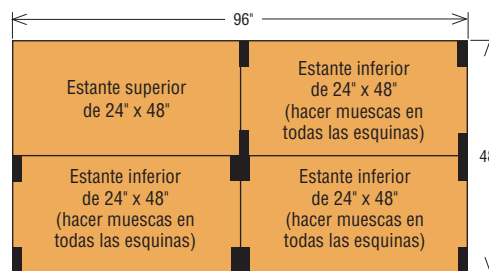 96"
Estante superior
de 24" x 48"
Estante inferior
de 24" x 48"
(hacer muescas en
todas las esquinas)
48
Estante inferior
de 24" x 48"
(hacer muescas en
todas las esquinas)
Estante inferior
de 24" x 48"
(hacer muescas en
todas las esquinas)